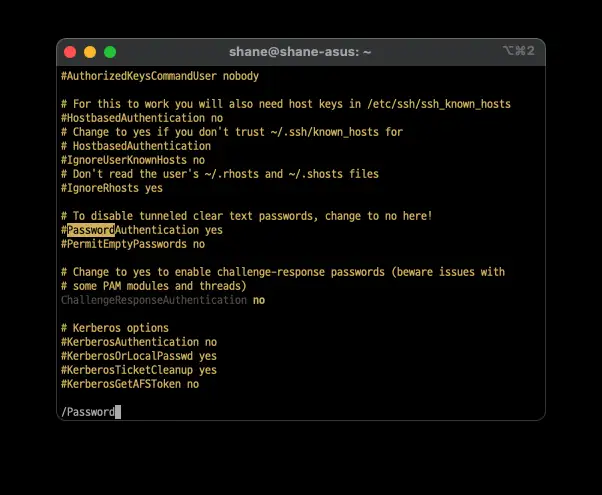 shane@shane-asus: ~
⌥⌘2
#AuthorizedKeysCommandUser nobody
# For this to work you will also need host keys in /etc/ssh/ssh_known_hosts
#HostbasedAuthentication no
# Change to yes if you don't trust ~/.ssh/known_hosts for
# HostbasedAuthentication
#IgnoreUserKnownHosts no
# Don't read the user's ~/.rhosts and ~/.shosts files
#IgnoreRhosts yes
# To disable tunneled clear text passwords, change to no here!
#PasswordAuthentication yes
#PermitEmptyPasswords no
# Change to yes to enable challenge-response passwords (beware issues with
# some PAM modules and threads)
ChallengeResponseAuthentication no
# Kerberos options
#KerberosAuthentication no
#KerberosOrLocalPasswd yes
#KerberosTicketCleanup yes
#KerberosGetAFSToken no
/Password